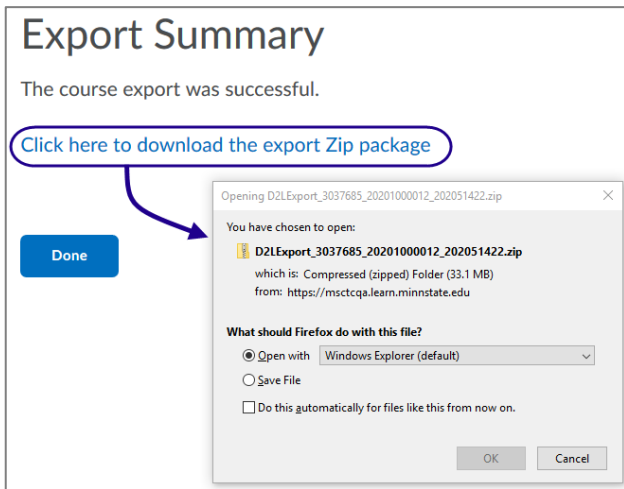 Export Summary
The course export was successful.
Click here to download the export Zip package
Done
Opening D2LExport_3037685_20201000012_202051422.zip
You have chosen to open:
D2LExport_3037685_20201000012_202051422.zip
which is: Compressed (zipped) Folder (33.1 MB)
from: https://msctcqa.learn.minnstate.edu
What should Firefox do with this file?
Open with Windows Explorer (default)
Save File
Do this automatically for files like this from now on.
OK Cancel